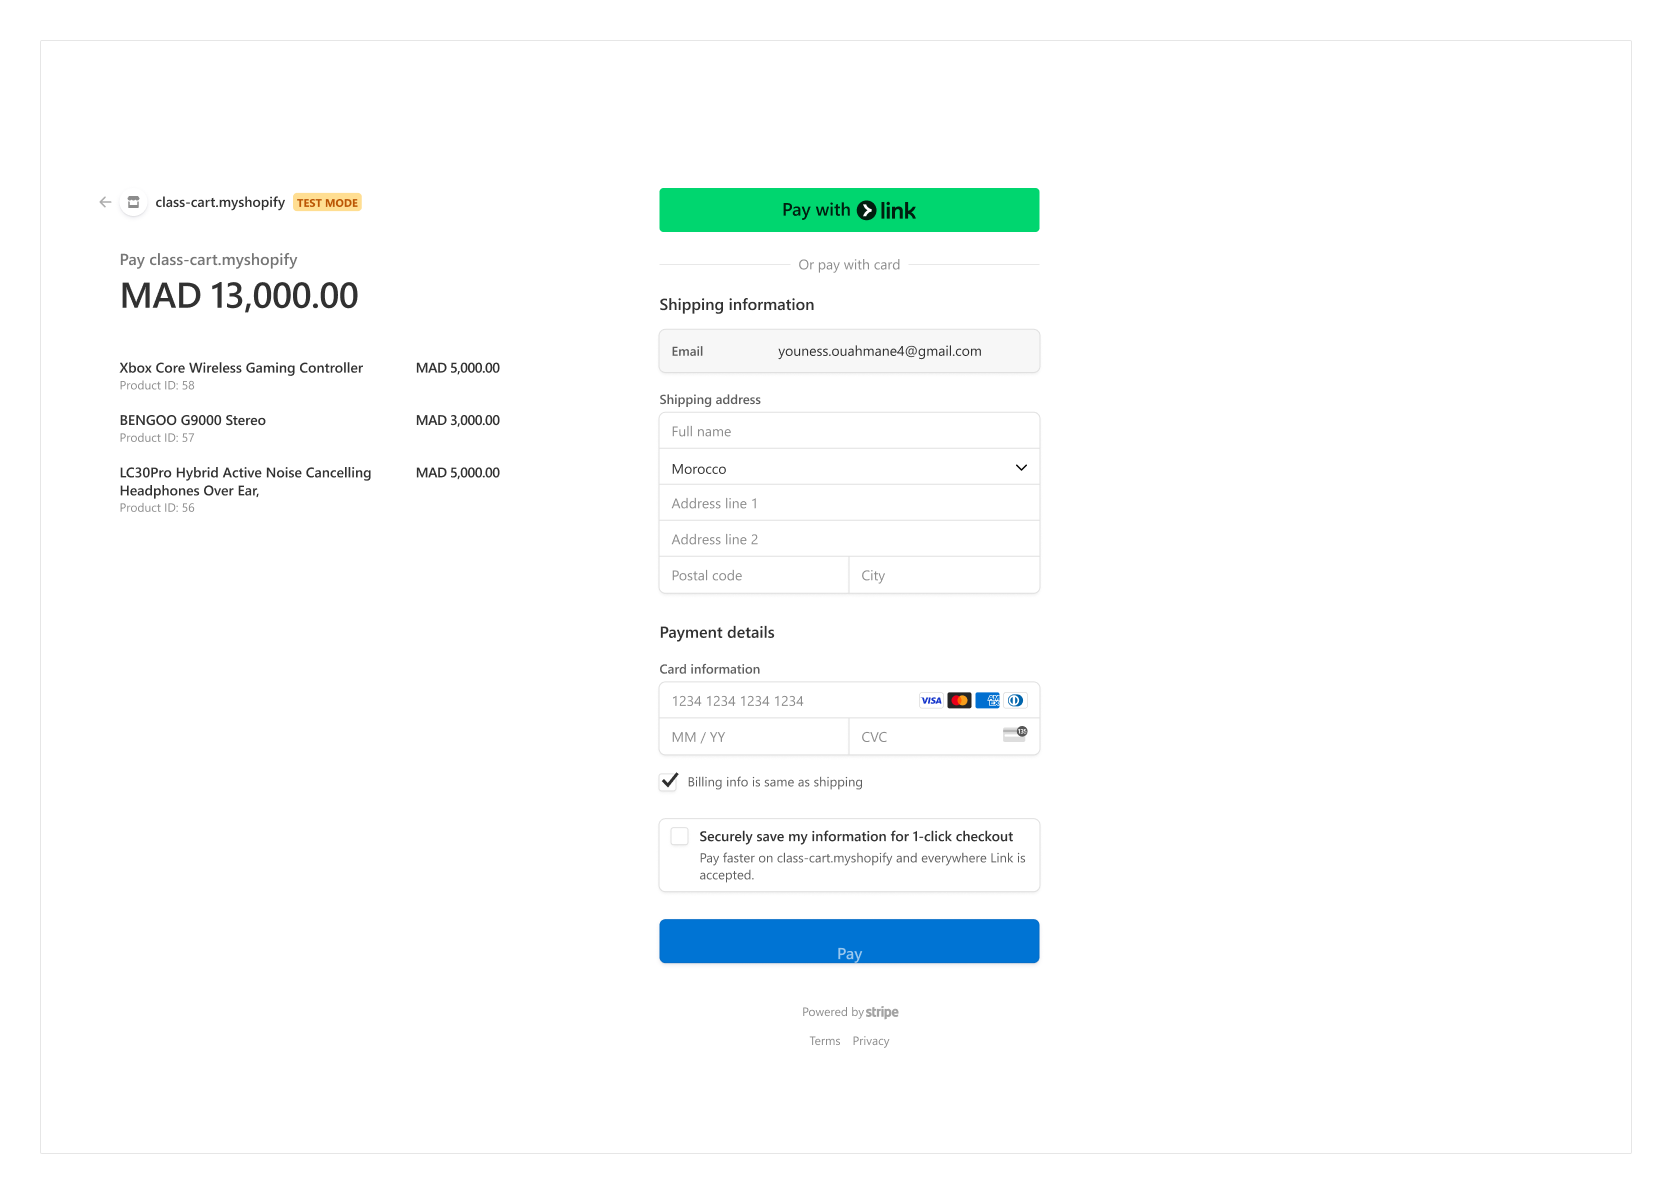 class-cart.myshopify TEST MODE
Pay class-cart.myshopify
MAD 13,000.00
Xbox Core Wireless Gaming Controller MAD 5,000.00
Product ID: 58
BENGOO G9000 Stereo MAD 3,000.00
Product ID: 57
LC30Pro Hybrid Active Noise Cancelling MAD 5,000.00
Headphones Over Ear,
Product ID: 56
Pay with link
Or pay with card
Shipping information
Email youness.ouahmane4@gmail.com
Shipping address
Full name
Morocco
Address line 1
Address line 2
Postal code City
Payment details
Card information
1234 1234 1234 1234 VISA AM EX
MM / YY CVC 135
Billing info is same as shipping
Securely save my information for 1-click checkout
Pay faster on class-cart.myshopify and everywhere Link is
accepted.
Pay
Powered by stripe
Terms Privacy